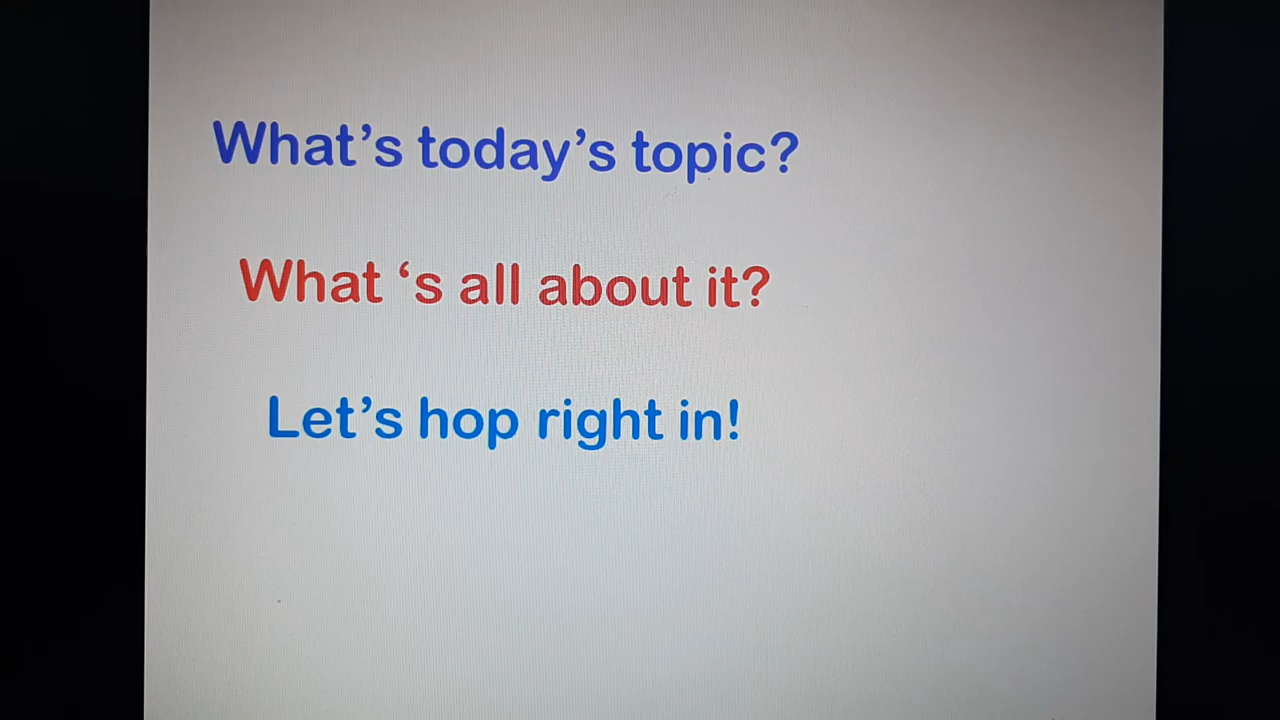 What’s today’s topic?
What ‘s all about it?
Let’s hop right in!